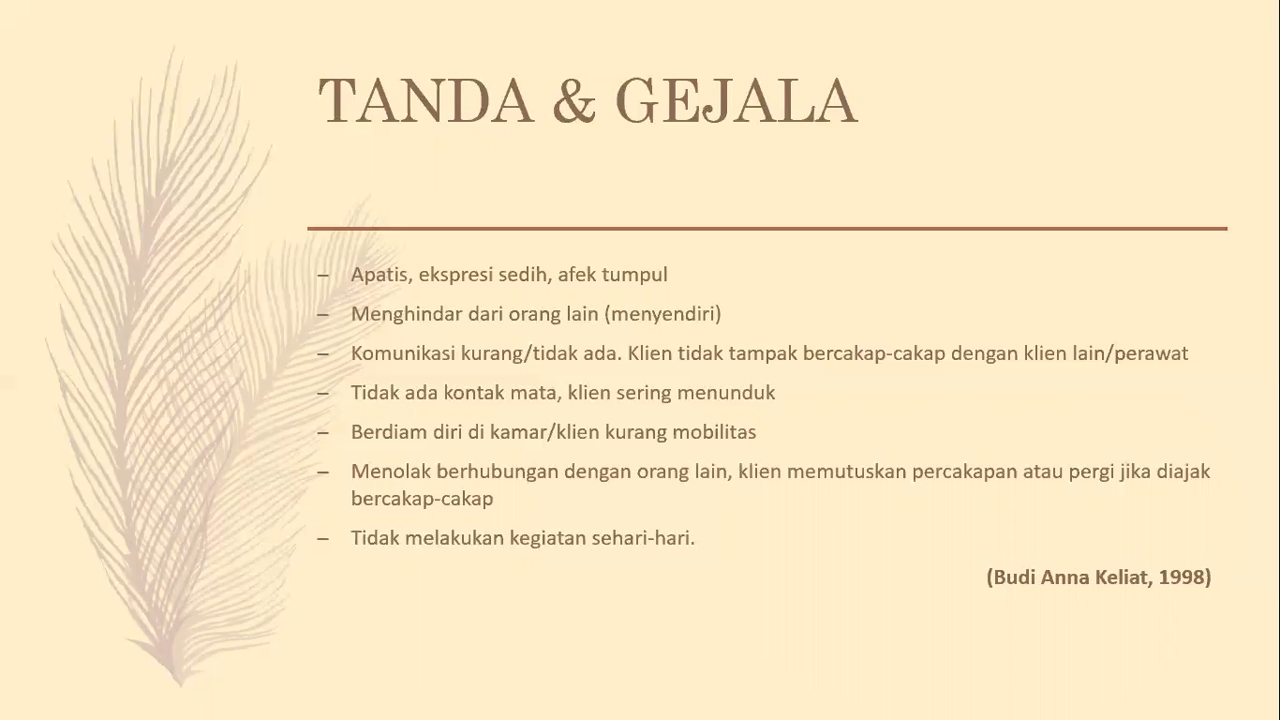 TANDA & GEJALA
– Apatis, ekspresi sedih, afek tumpul
– Menghindar dari orang lain (menyendiri)
– Komunikasi kurang/tidak ada. Klien tidak tampak bercakap-cakap dengan klien lain/perawat
– Tidak ada kontak mata, klien sering menunduk
– Berdiam diri di kamar/klien kurang mobilitas
– Menolak berhubungan dengan orang lain, klien memutuskan percakapan atau pergi jika diajak
bercakap-cakap
– Tidak melakukan kegiatan sehari-hari.
(Budi Anna Keliat, 1998)